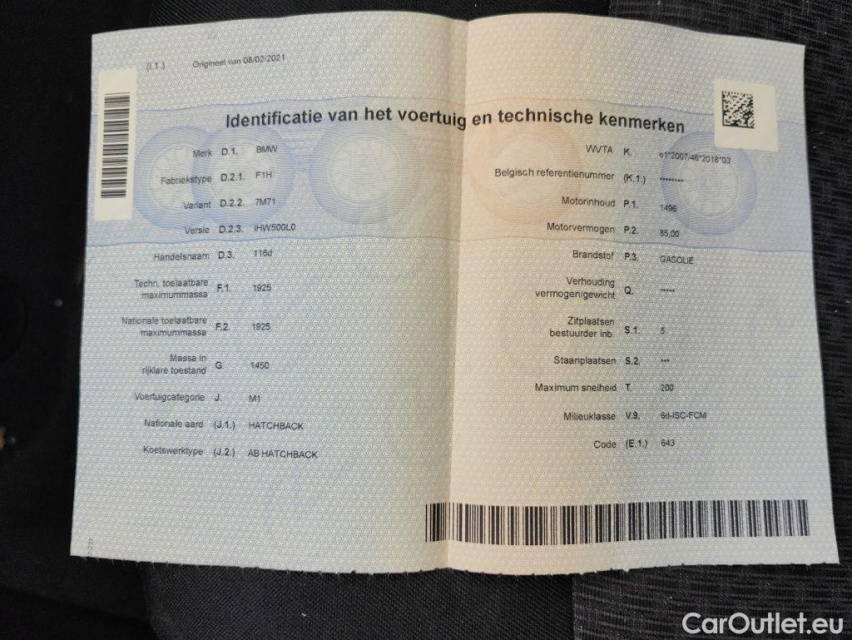 (I.1.) Origineel van 08/02/2021
Identificatie van het voertuig en technische kenmerken
Merk D.1. BMW
Fabriekstype D.2.1. F1H
Variant D.2.2. 7M71
Versie D.2.3. iHW500L0
Handelsnaam D.3. 116d
Techn. toelaatbare
maximummassa F.1. 1925
Nationale toelaatbare
maximummassa F.2. 1925
Massa in
rijklare toestand G. 1450
Voertuigcategorie J. M1
Nationale aard (J.1.) HATCHBACK
Koetswerktype (J.2.) AB HATCHBACK
WVTA K. e1*2007/46*2018*03
Belgisch referentienummer (K.1.) --------
Motorinhoud P.1. 1496
Motorvermogen P.2. 85,00
Brandstof P.3. GASOLIE
Verhouding
vermogen/gewicht Q. -----
Zitplaatsen
bestuurder inb. S.1. 5
Staanplaatsen S.2. ---
Maximum snelheid T. 200
Milieuklasse V.9. 6d-ISC-FCM
Code (E.1.) 643
CarOutlet.eu